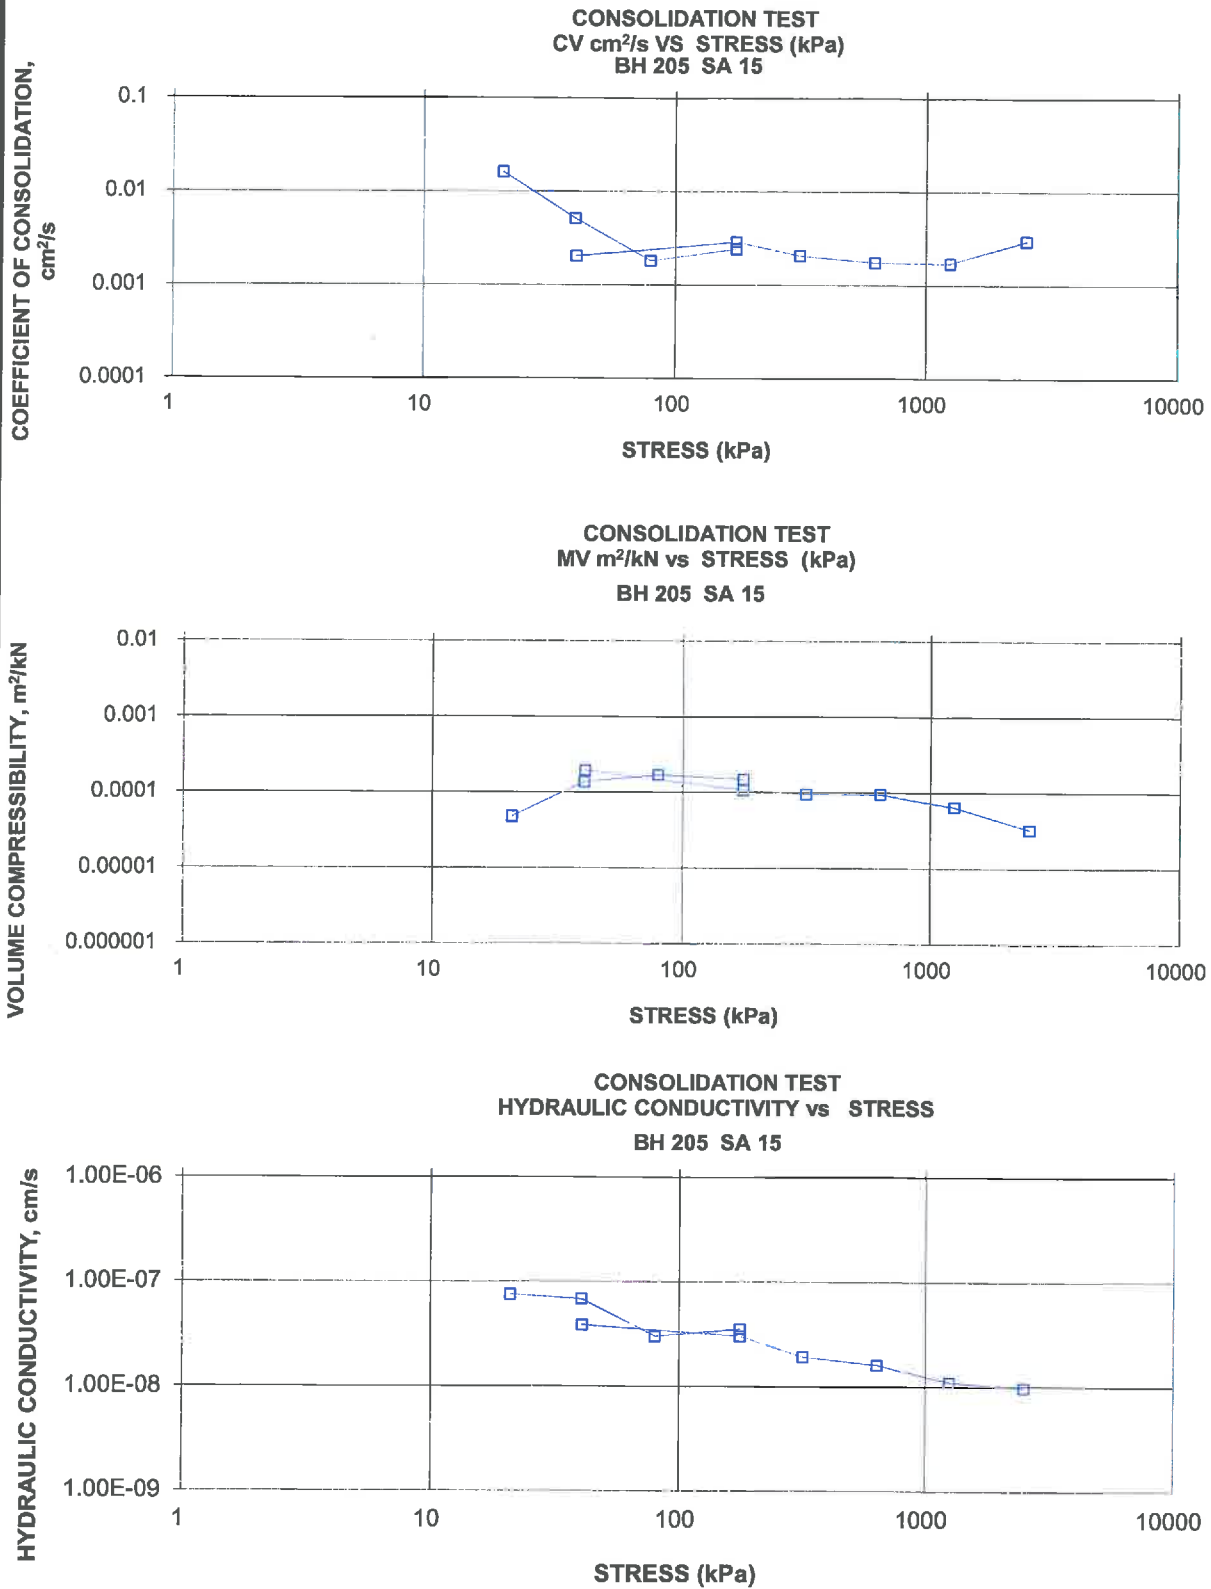 CONSOLIDATION TEST
CV cm²/s VS STRESS (kPa)
BH 205 SA 15
COEFFICIENT OF CONSOLIDATION,
cm²/s
0.1
0.01
0.001
0.0001
1 10 100 1000 10000
STRESS (kPa)
CONSOLIDATION TEST
MV m²/kN vs STRESS (kPa)
BH 205 SA 15
VOLUME COMPRESSIBILITY, m²/kN
0.01
0.001
0.0001
0.00001
0.000001
1 10 100 1000 10000
STRESS (kPa)
CONSOLIDATION TEST
HYDRAULIC CONDUCTIVITY vs STRESS
BH 205 SA 15
HYDRAULIC CONDUCTIVITY, cm/s
1.00E-06
1.00E-07
1.00E-08
1.00E-09
1 10 100 1000 10000
STRESS (kPa)